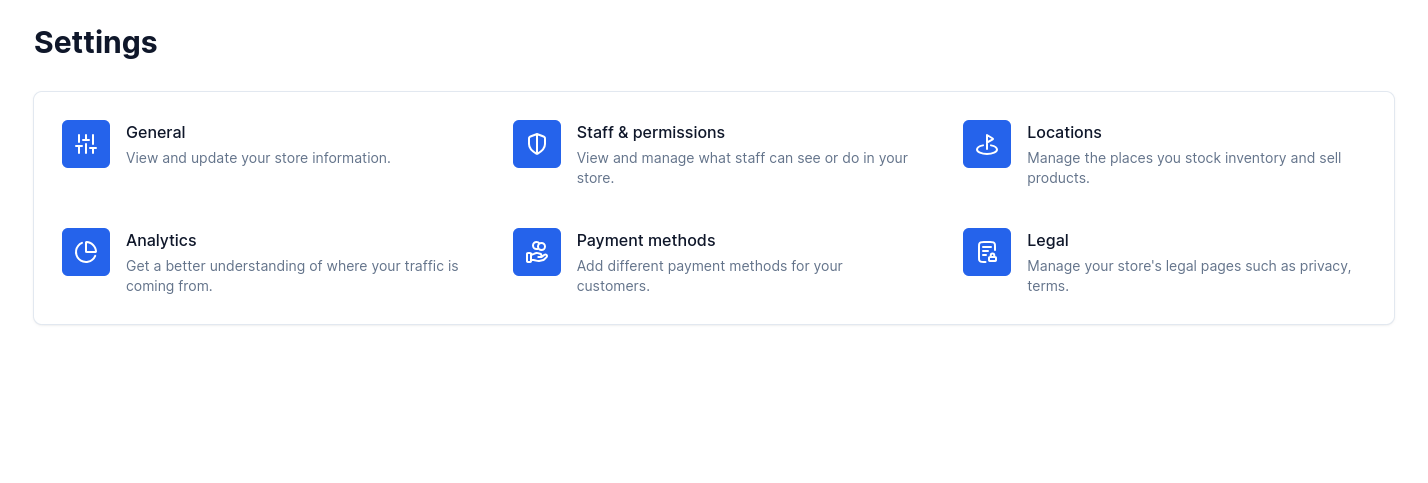 Settings
General
View and update your store information.
Staff & permissions
View and manage what staff can see or do in your
store.
Locations
Manage the places you stock inventory and sell
products.
Analytics
Get a better understanding of where your traffic is
coming from.
Payment methods
Add different payment methods for your
customers.
Legal
Manage your store's legal pages such as privacy,
terms.